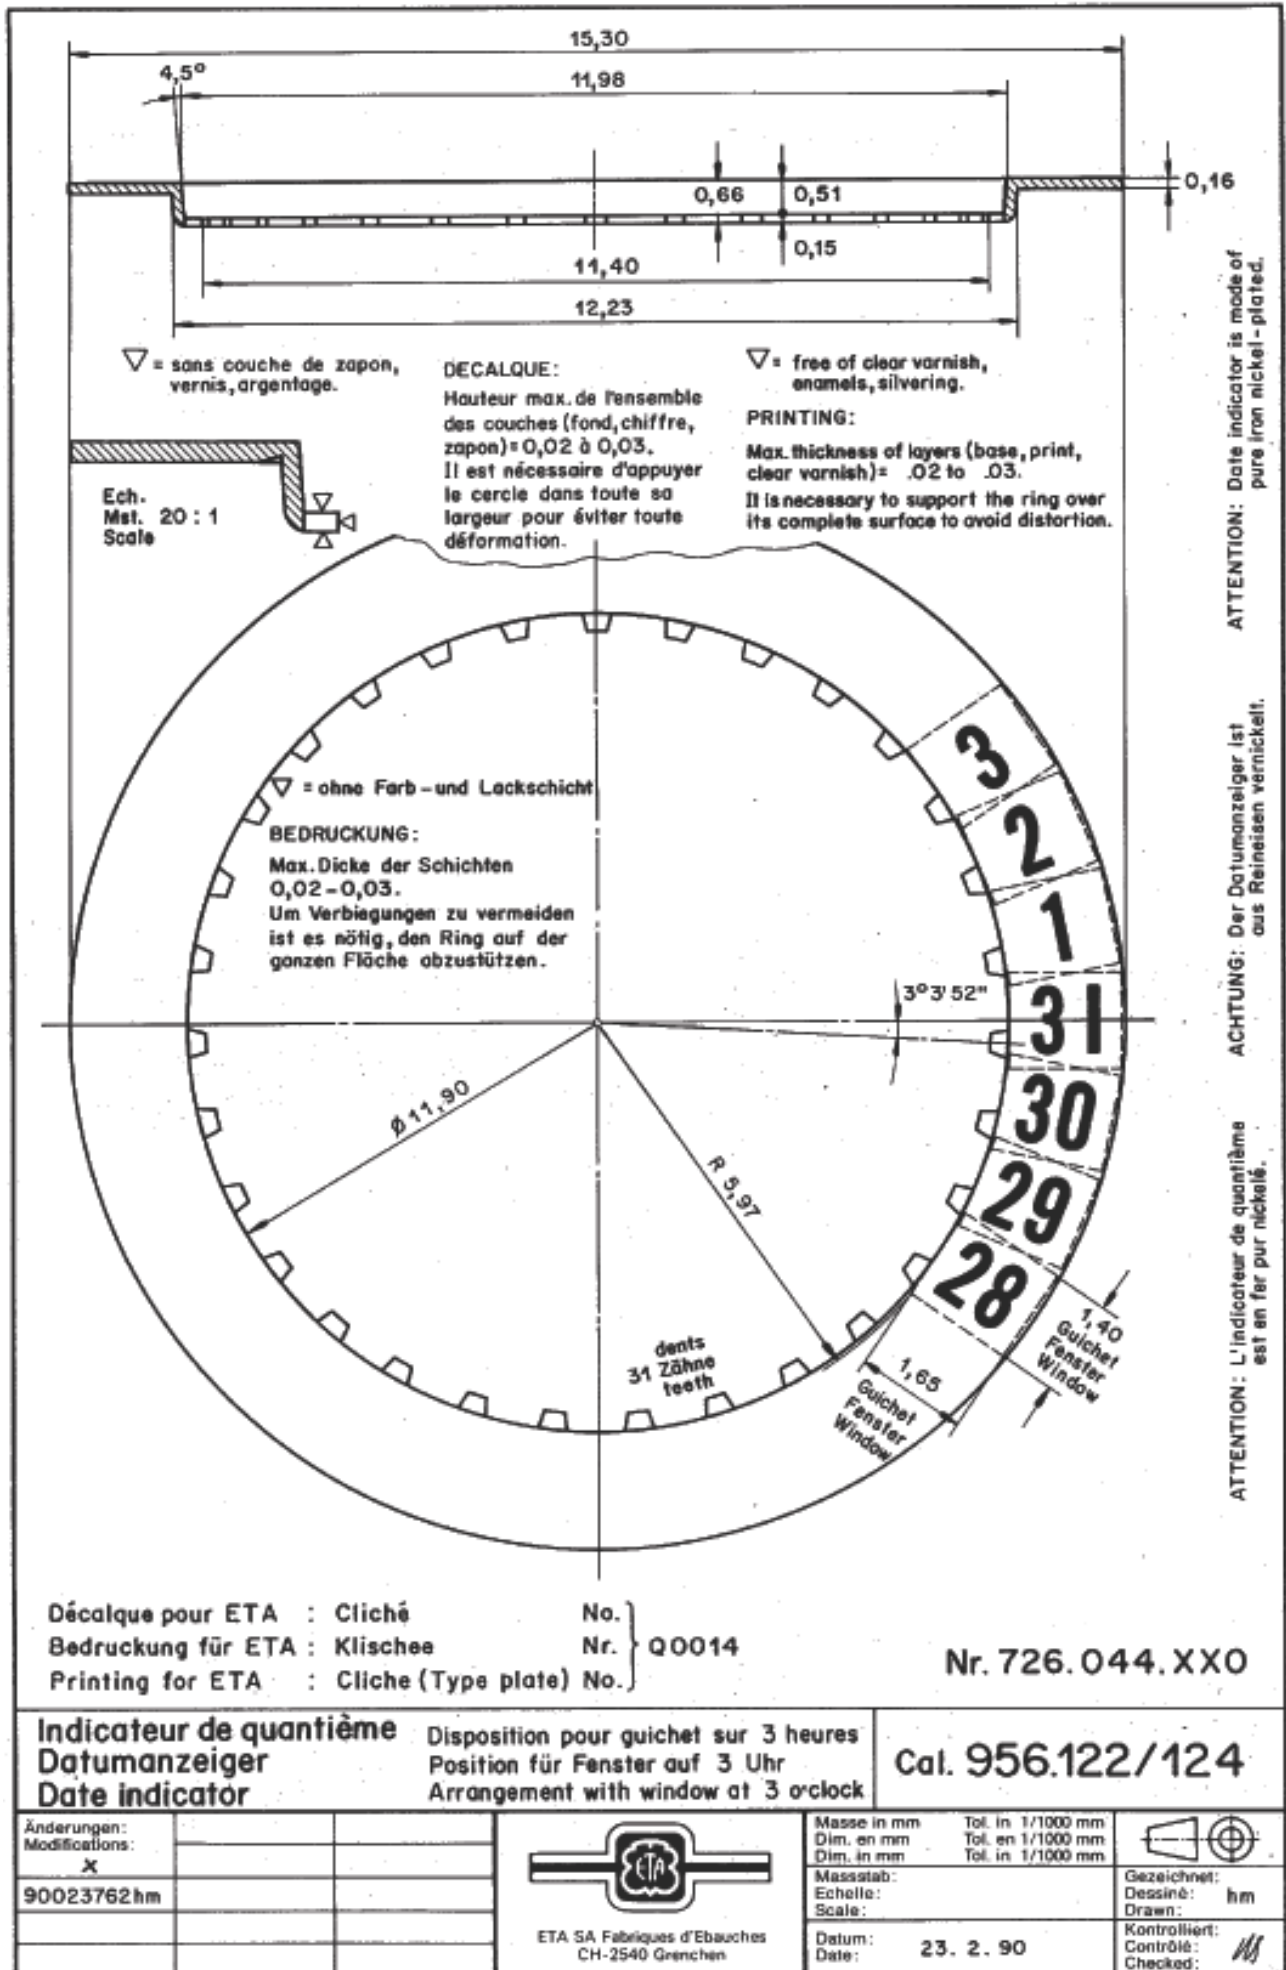 15,30
4,5°
11,98
0,66
0,51
0,16
0,15
11,40
12,23
▽ = sans couche de zapon,
vernis, argentage.
DECALQUE:
Hauteur max. de l'ensemble
des couches (fond, chiffre,
zapon) = 0,02 à 0,03.
Il est nécessaire d'appuyer
le cercle dans toute sa
largeur pour éviter toute
déformation.
▽ = free of clear varnish,
enamels, silvering.
PRINTING:
Max. thickness of layers (base, print,
clear varnish) = .02 to .03.
It is necessary to support the ring over
its complete surface to avoid distortion.
Ech.
Mst. 20 : 1
Scale
ATTENTION: Date indicator is made of
pure iron nickel-plated.
ACHTUNG: Der Datumanzeiger ist
aus Reineisen vernickelt.
ATTENTION: L'indicateur de quantième
est en fer pur nickelé.
▽ = ohne Farb- und Lackschicht
BEDRUCKUNG:
Max. Dicke der Schichten
0,02-0,03.
Um Verbiegungen zu vermeiden
ist es nötig, den Ring auf der
ganzen Fläche abzustützen.
3
2
1
31
30
29
28
3°3'52"
Ø 11,90
R 5,97
dents
31 Zähne
teeth
1,40
Guichet
Fenster
Window
1,65
Guichet
Fenster
Window
Décalque pour ETA : Cliché No.
Bedruckung für ETA : Klischee Nr. Q0014
Printing for ETA : Cliche (Type plate) No.
Nr. 726.044.XX0
Indicateur de quantième
Datumanzeiger
Date indicator
Disposition pour guichet sur 3 heures
Position für Fenster auf 3 Uhr
Arrangement with window at 3 o'clock
Cal. 956.122/124
Änderungen:
Modifications:
x
90023762hm
ETA
ETA SA Fabriques d'Ebauches
CH-2540 Grenchen
Masse in mm Tol. in 1/1000 mm
Dim. en mm Tol. en 1/1000 mm
Dim. in mm Tol. in 1/1000 mm
Massstab:
Echelle:
Scale:
Gezeichnet:
Dessiné: hm
Drawn:
Datum:
Date: 23. 2. 90
Kontrolliert:
Contrôlé:
Checked: